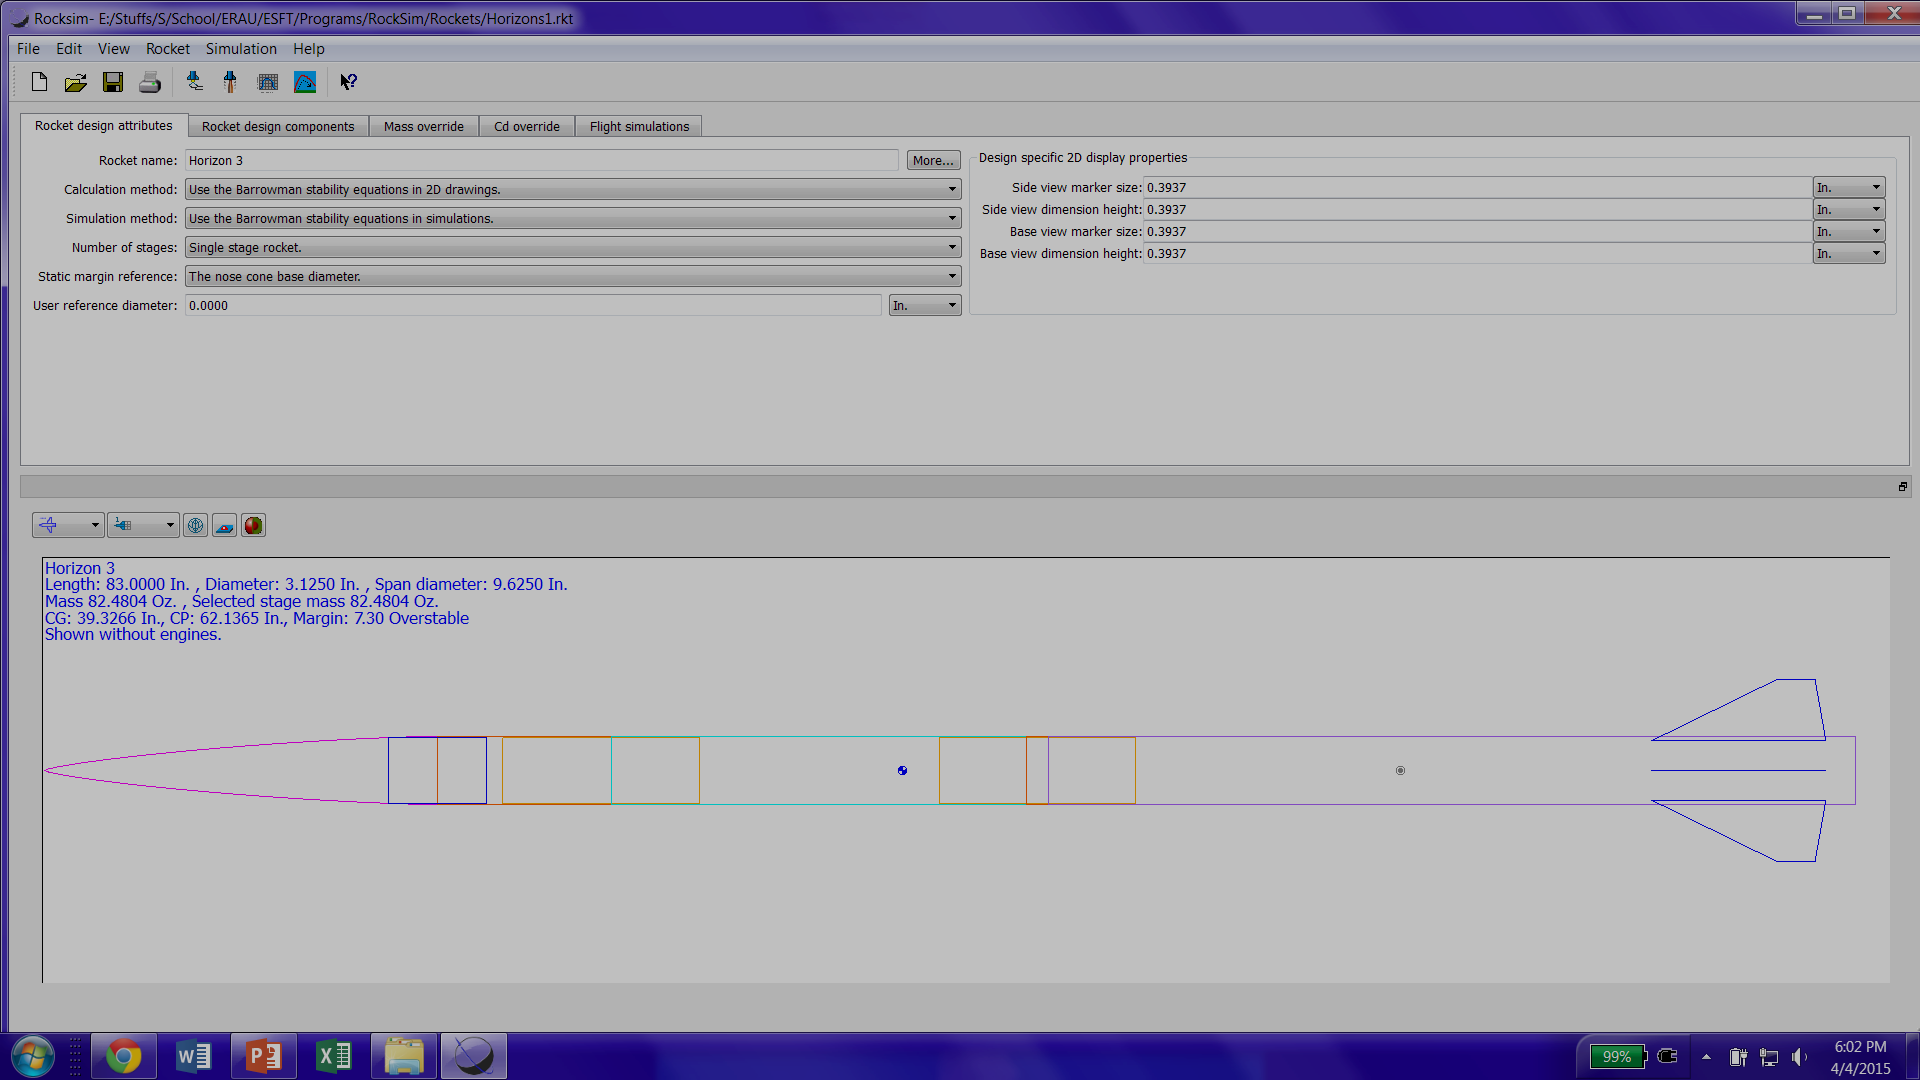 Rocksim- E:/Stuffs/S/School/ERAU/ESFT/Programs/RockSim/Rockets/Horizons1.rkt
File Edit View Rocket Simulation Help
Rocket design attributes Rocket design components Mass override Cd override Flight simulations
Rocket name: Horizon 3 More...
Calculation method: Use the Barrowman stability equations in 2D drawings.
Simulation method: Use the Barrowman stability equations in simulations.
Number of stages: Single stage rocket.
Static margin reference: The nose cone base diameter.
User reference diameter: 0.0000 In.
Design specific 2D display properties
Side view marker size: 0.3937 In.
Side view dimension height: 0.3937 In.
Base view marker size: 0.3937 In.
Base view dimension height: 0.3937 In.
Horizon 3
Length: 83.0000 In. , Diameter: 3.1250 In. , Span diameter: 9.6250 In.
Mass 82.4804 Oz. , Selected stage mass 82.4804 Oz.
CG: 39.3266 In., CP: 62.1365 In., Margin: 7.30 Overstable
Shown without engines.
99%
6:02 PM
4/4/2015